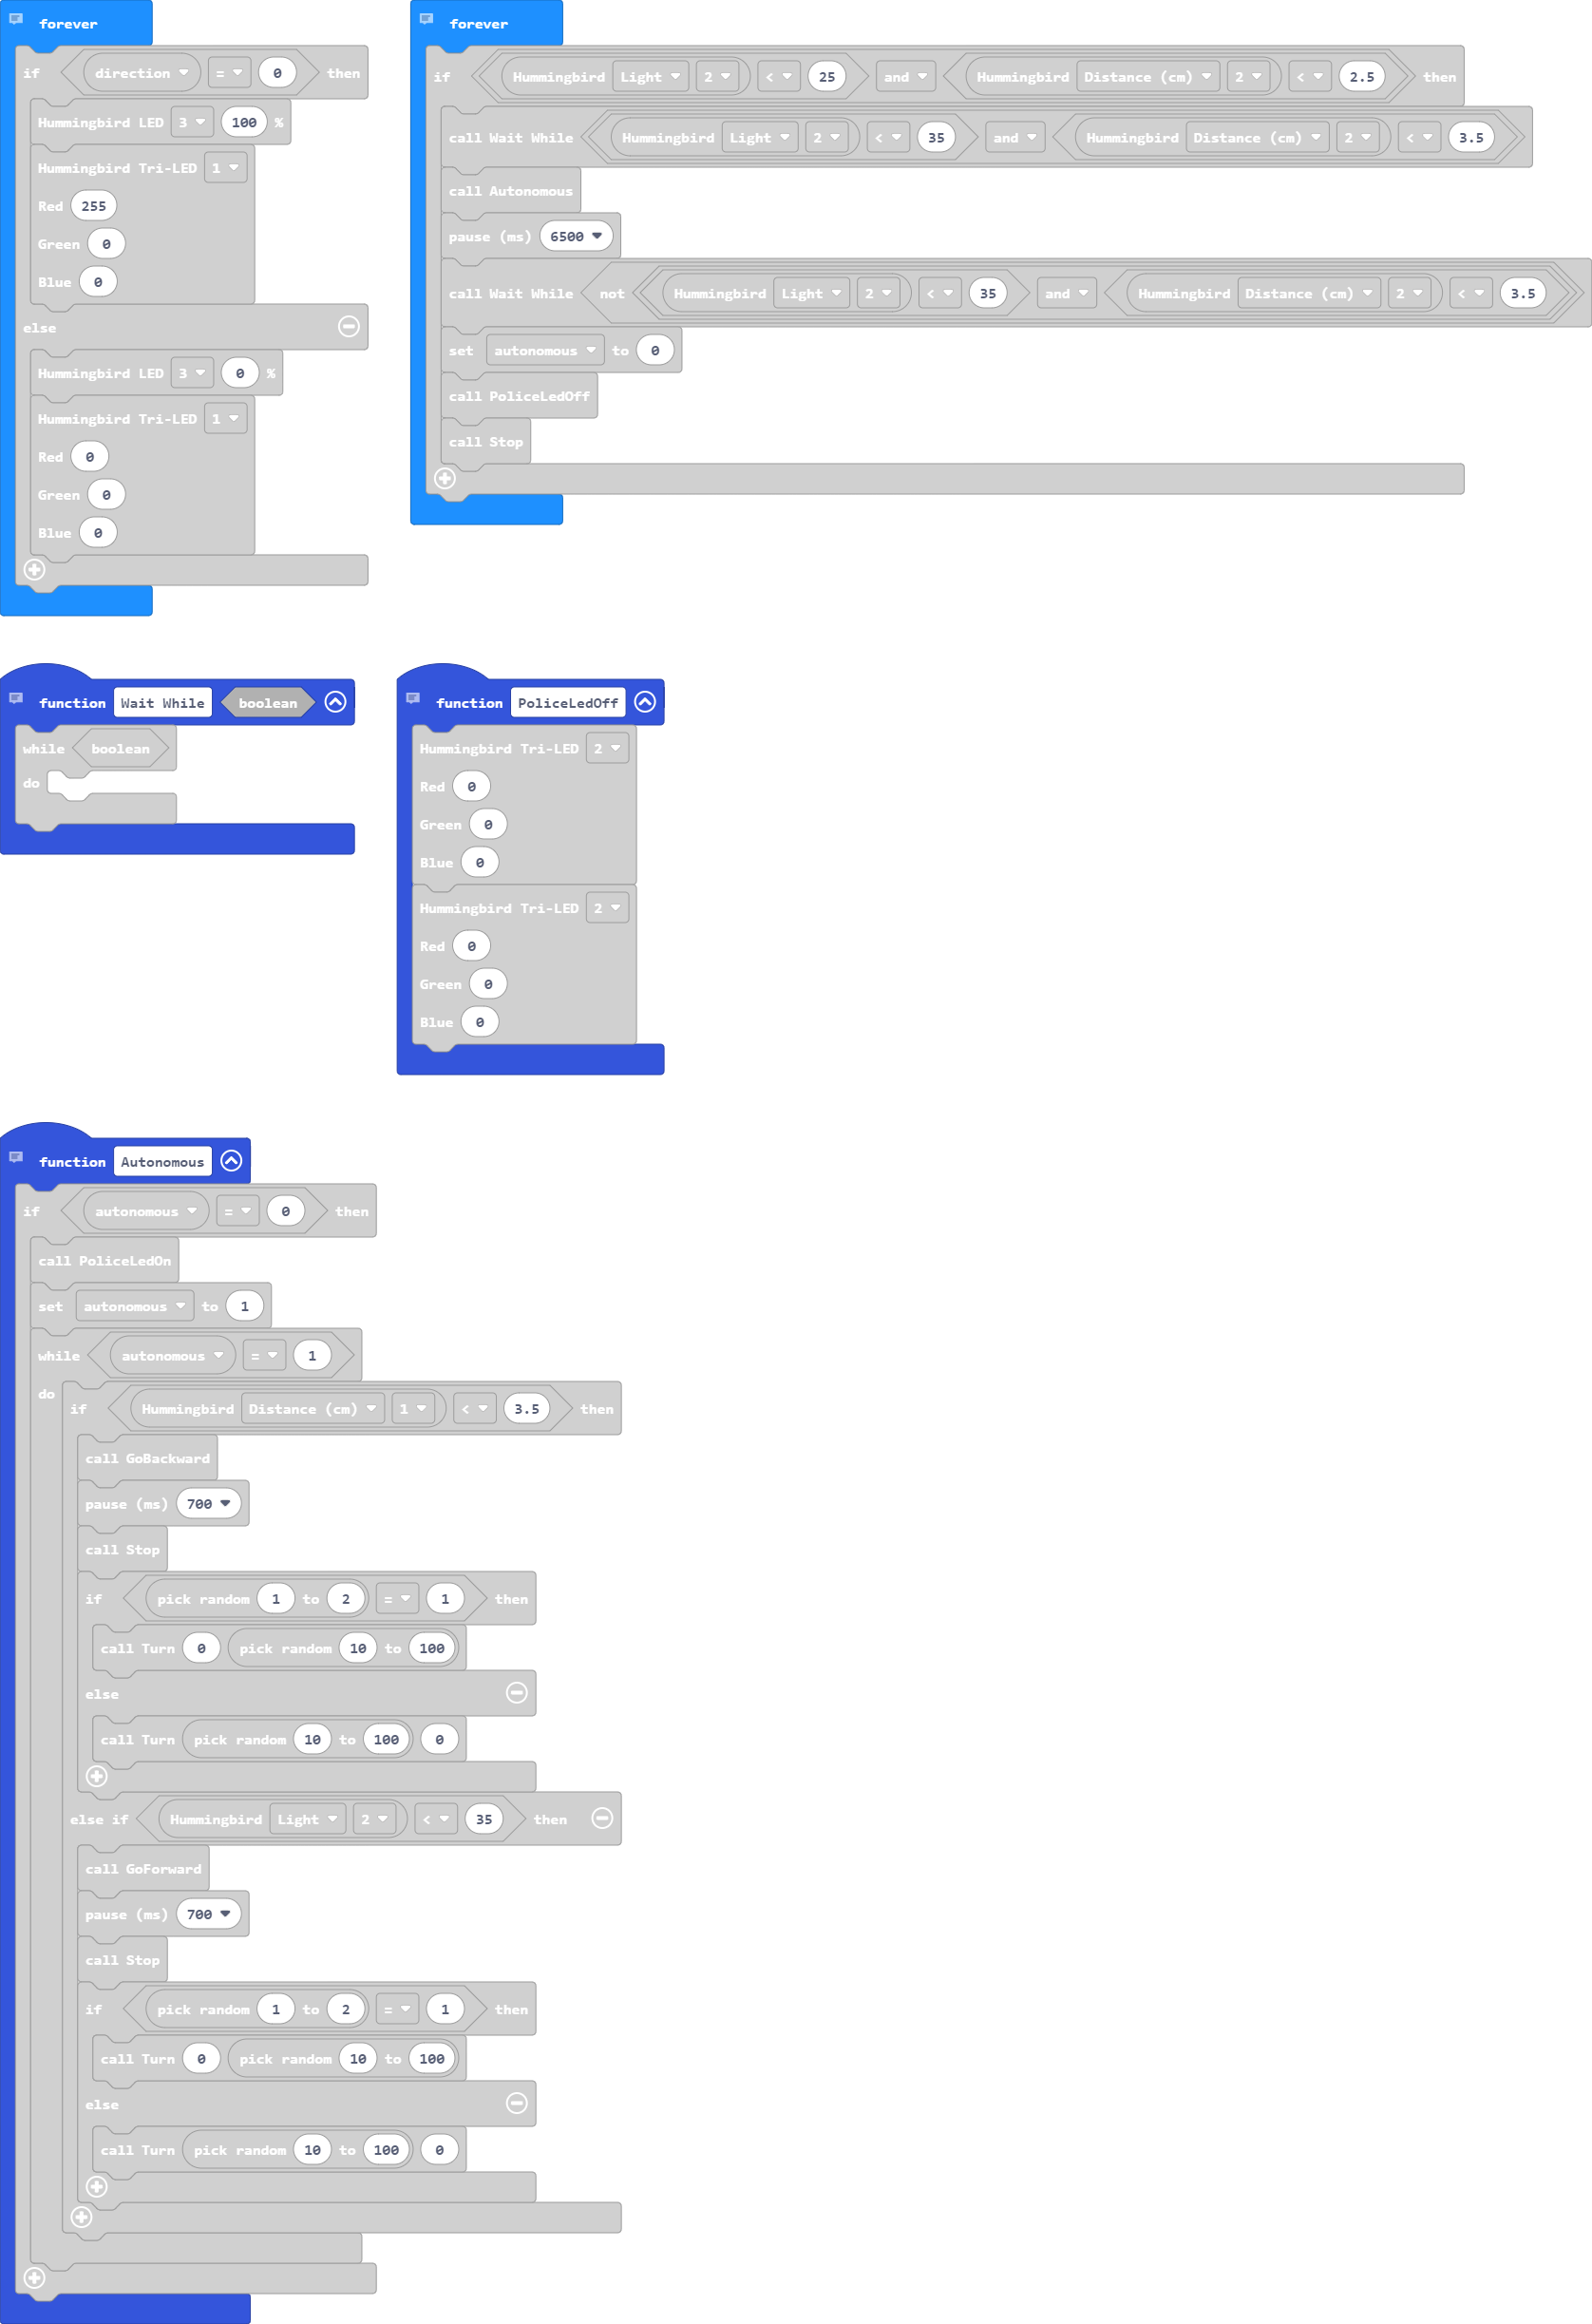 forever
if direction = 0 then
Hummingbird LED 3 100 %
Hummingbird Tri-LED 1
Red 255
Green 0
Blue 0
else
Hummingbird LED 3 0 %
Hummingbird Tri-LED 1
Red 0
Green 0
Blue 0
forever
if Hummingbird Light 2 < 25 and Hummingbird Distance (cm) 2 < 2.5 then
call Wait While Hummingbird Light 2 < 35 and Hummingbird Distance (cm) 2 < 3.5
call Autonomous
pause (ms) 6500
call Wait While not Hummingbird Light 2 < 35 and Hummingbird Distance (cm) 2 < 3.5
set autonomous to 0
call PoliceLedOff
call Stop
function Wait While boolean
while boolean
do
function PoliceLedOff
Hummingbird Tri-LED 2
Red 0
Green 0
Blue 0
Hummingbird Tri-LED 2
Red 0
Green 0
Blue 0
function Autonomous
if autonomous = 0 then
call PoliceLedOn
set autonomous to 1
while autonomous = 1
do if Hummingbird Distance (cm) 1 < 3.5 then
call GoBackward
pause (ms) 700
call Stop
if pick random 1 to 2 = 1 then
call Turn 0 pick random 10 to 100
else
call Turn pick random 10 to 100 0
else if Hummingbird Light 2 < 35 then
call GoForward
pause (ms) 700
call Stop
if pick random 1 to 2 = 1 then
call Turn 0 pick random 10 to 100
else
call Turn pick random 10 to 100 0